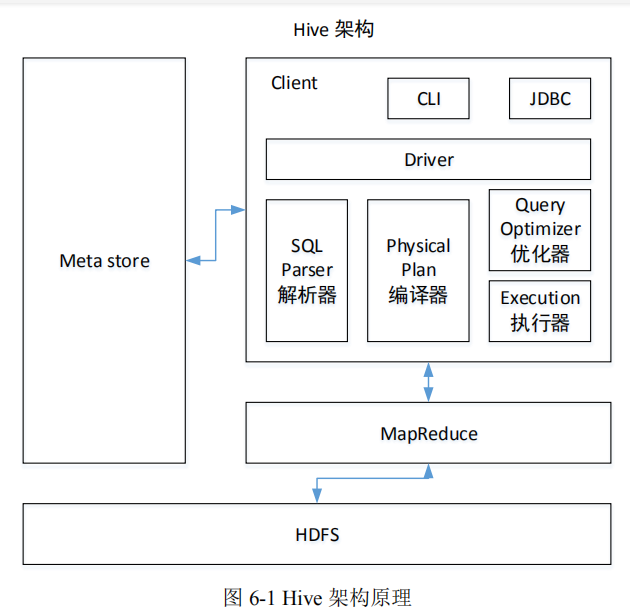 Hive 架构
Client
CLI
JDBC
Driver
Meta store
SQL
Parser
解析器
Physical
Plan
编译器
Query
Optimizer
优化器
Execution
执行器
MapReduce
HDFS
图 6-1 Hive 架构原理